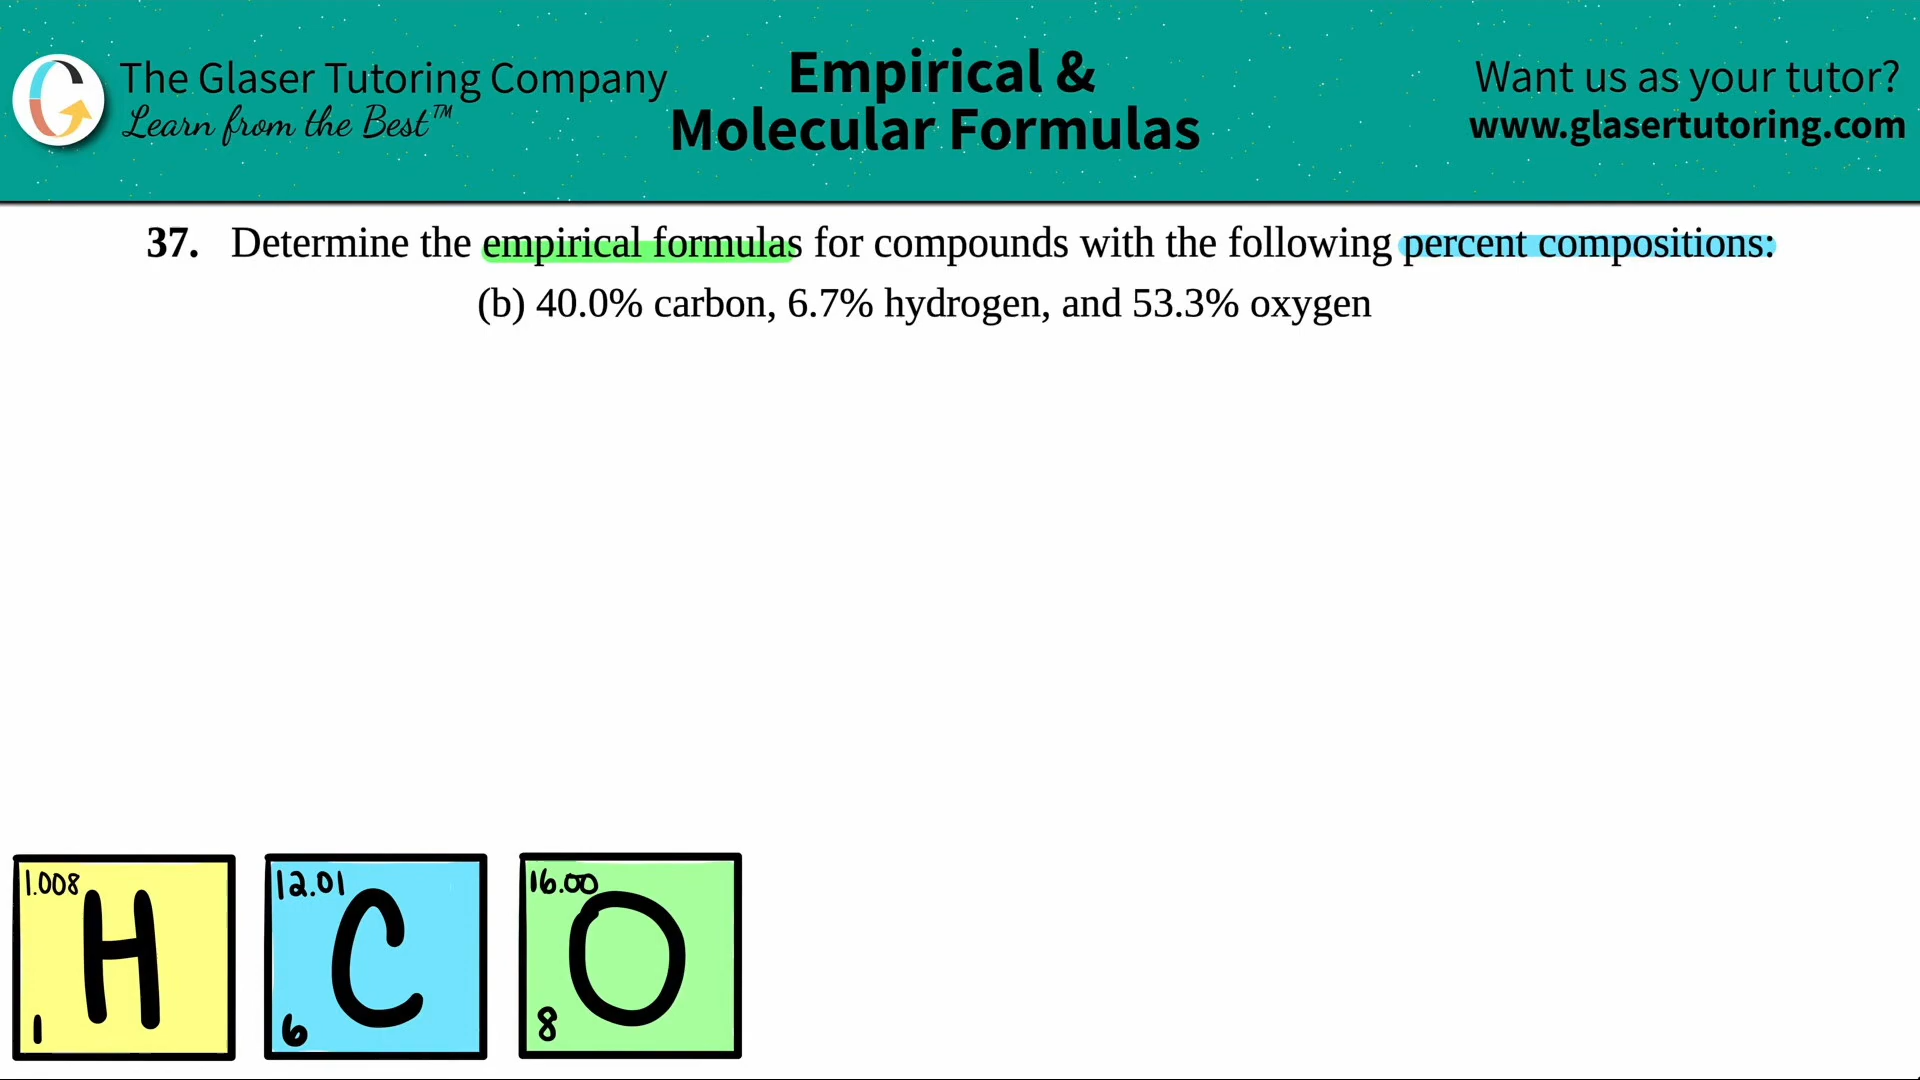 The Glaser Tutoring Company
Learn from the Best™
Empirical &
Molecular Formulas
Want us as your tutor?
www.glasertutoring.com
37. Determine the empirical formulas for compounds with the following percent compositions:
(b) 40.0% carbon, 6.7% hydrogen, and 53.3% oxygen
1.008
H
1
12.01
C
6
16.00
O
8